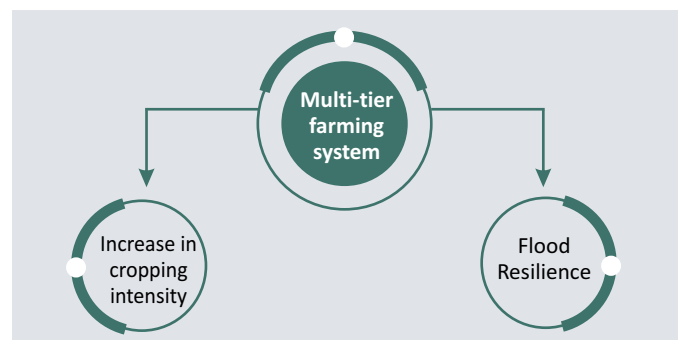 Multi-tier
farming
system
Increase in
cropping
intensity
Flood
Resilience